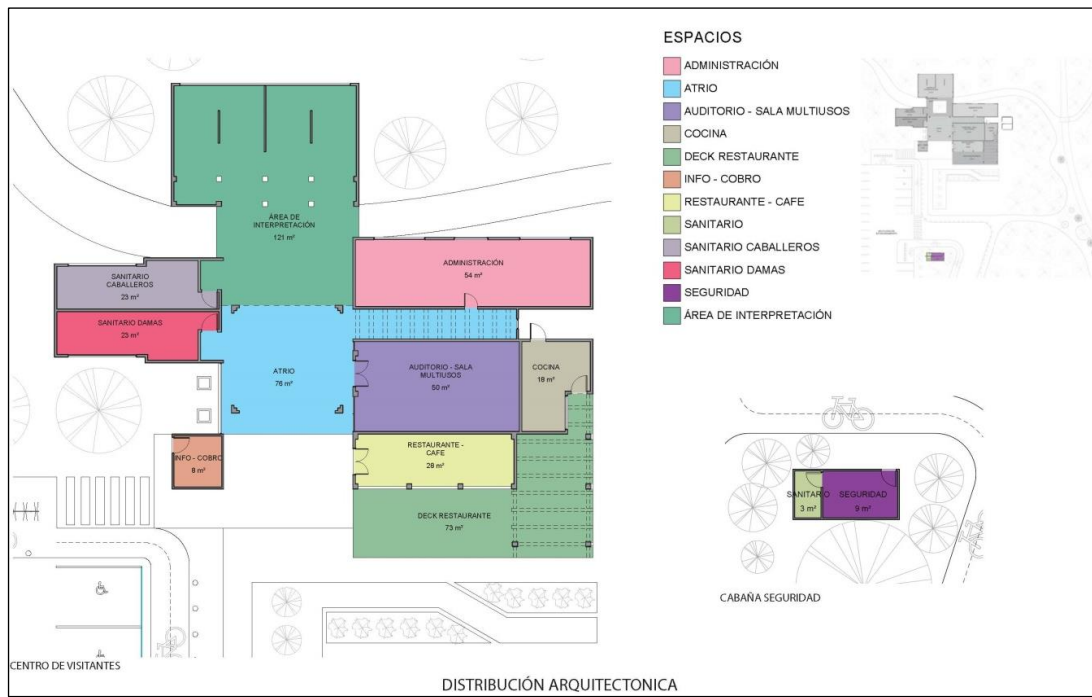 ÁREA DE
INTERPRETACIÓN
121 m²
ADMINISTRACIÓN
54 m²
SANITARIO
CABALLEROS
23 m²
SANITARIO DAMAS
23 m²
ATRIO
76 m²
AUDITORIO - SALA
MULTIUSOS
50 m²
COCINA
18 m²
INFO - COBRO
8 m²
RESTAURANTE -
CAFE
28 m²
DECK RESTAURANTE
73 m²
CENTRO DE VISITANTES
ESPACIOS
ADMINISTRACIÓN
ATRIO
AUDITORIO - SALA MULTIUSOS
COCINA
DECK RESTAURANTE
INFO - COBRO
RESTAURANTE - CAFE
SANITARIO
SANITARIO CABALLEROS
SANITARIO DAMAS
SEGURIDAD
ÁREA DE INTERPRETACIÓN
SANITARIO
3 m²
SEGURIDAD
9 m²
CABAÑA SEGURIDAD
DISTRIBUCIÓN ARQUITECTONICA